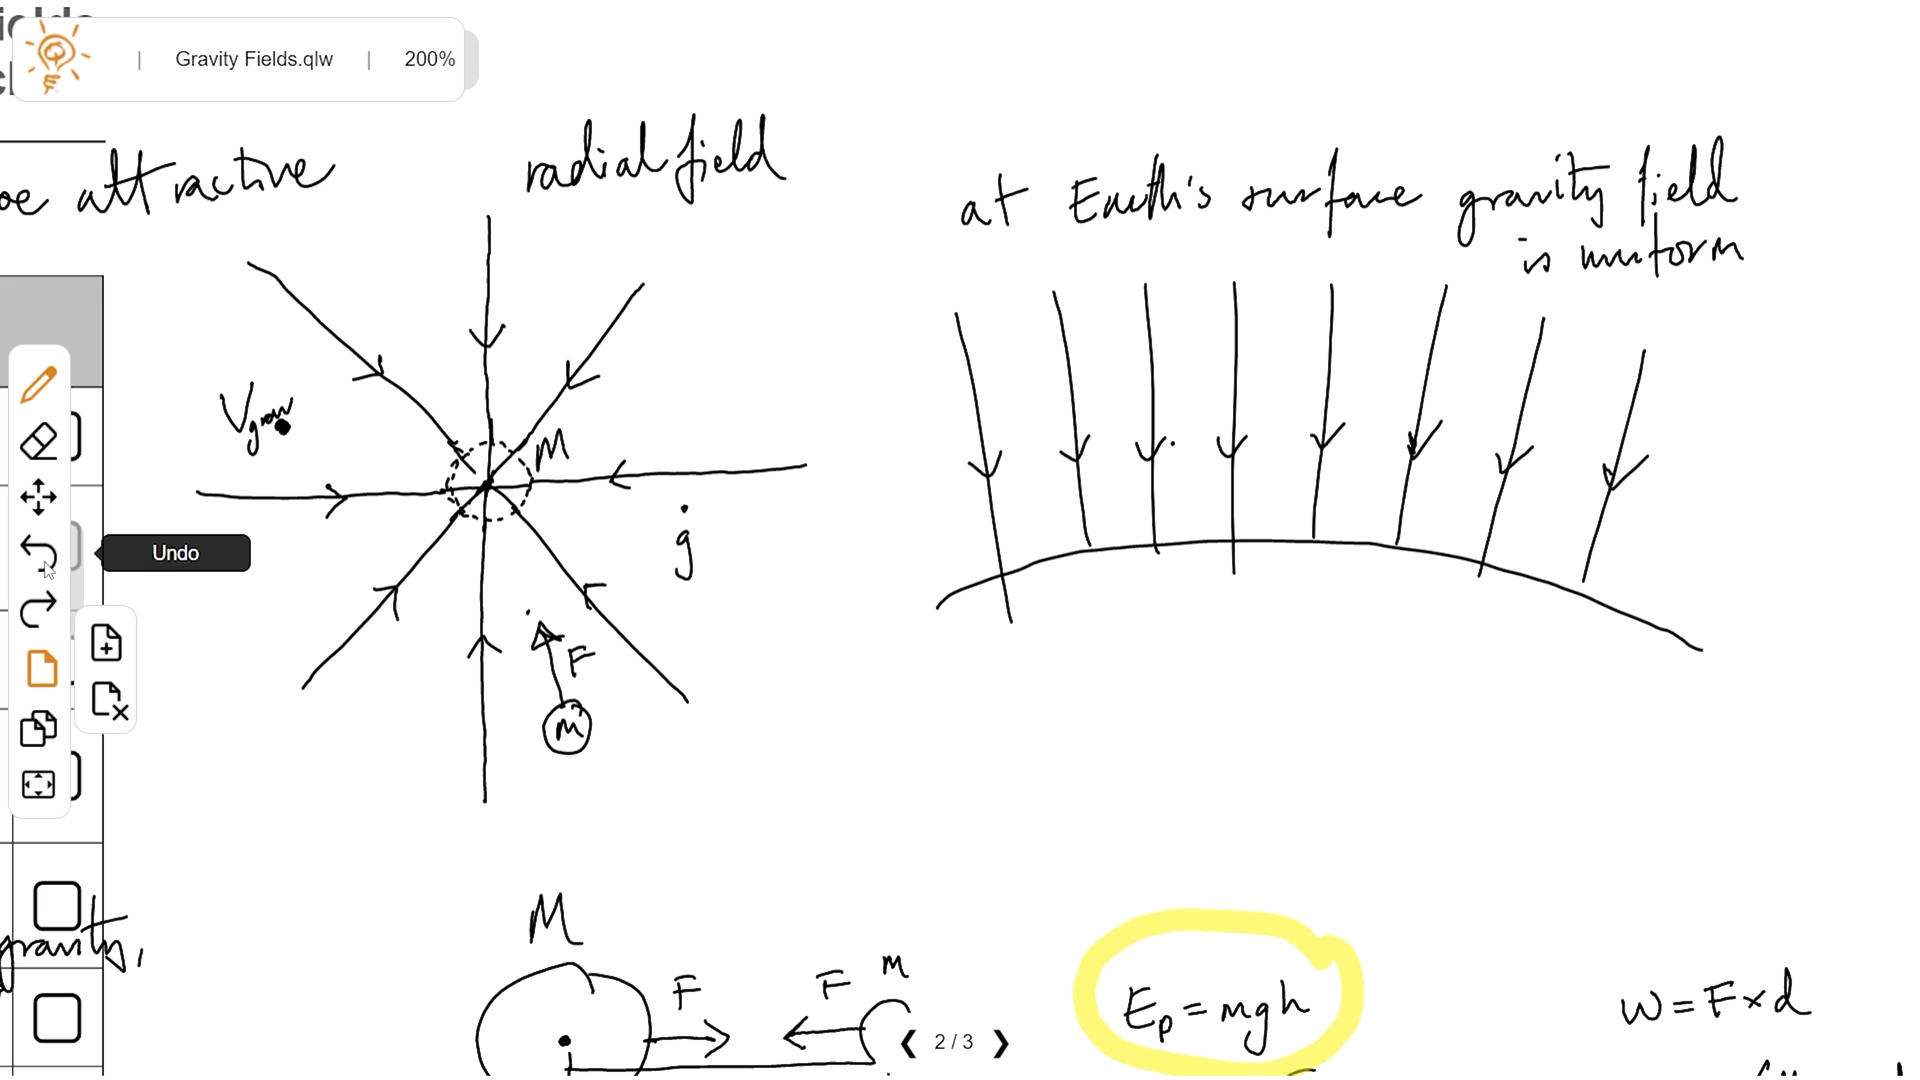 Gravity Fields.qlw | 200%
attractive
radial field
at Earth's surface gravity field
is uniform
Vgrav
M
g
F
m
Undo
gravity,
M
F
F
m
Ep = mgh
W = F × d
2 / 3